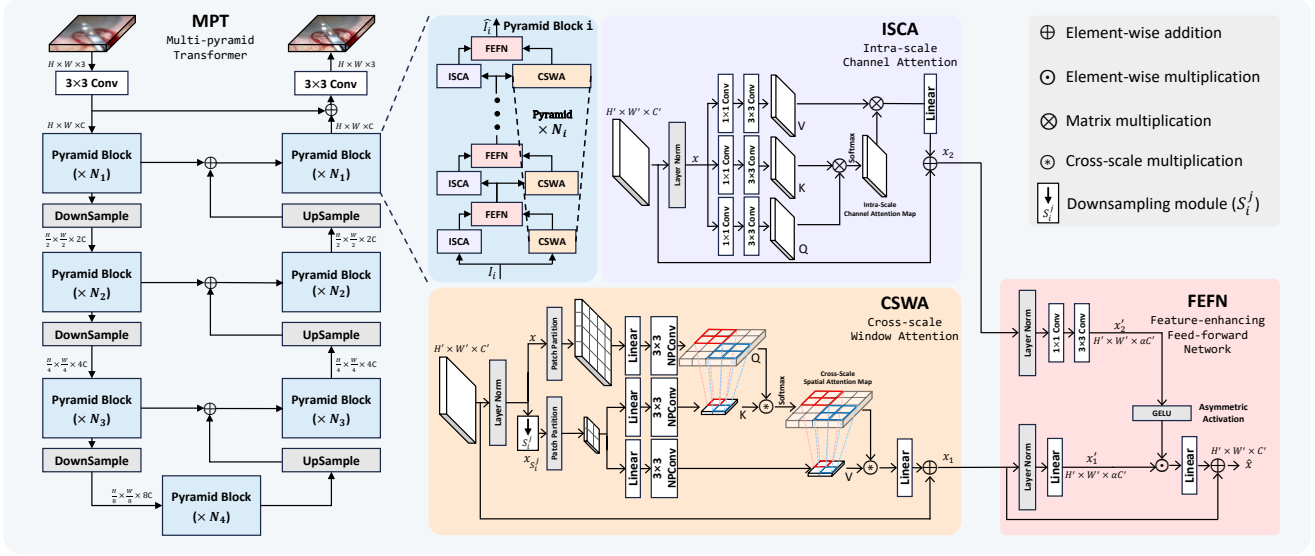 MPT
Multi-pyramid
Transformer
H × W × 3
3×3 Conv
H × W × C
Pyramid Block
(× N₁)
DownSample
H/2 × W/2 × 2C
Pyramid Block
(× N₂)
DownSample
H/4 × W/4 × 4C
Pyramid Block
(× N₃)
DownSample
H/8 × W/8 × 8C
Pyramid Block
(× N₄)
H × W × 3
3×3 Conv
H × W × C
Pyramid Block
(× N₁)
UpSample
H/2 × W/2 × 2C
Pyramid Block
(× N₂)
UpSample
H/4 × W/4 × 4C
Pyramid Block
(× N₃)
UpSample
Î_i Pyramid Block i
FEFN
ISCA
CSWA
Pyramid
× N_i
FEFN
ISCA
CSWA
FEFN
ISCA
CSWA
I_i
ISCA
Intra-scale
Channel Attention
H' × W' × C'
Layer Norm
x
1×1 Conv
3×3 Conv
V
1×1 Conv
3×3 Conv
K
1×1 Conv
3×3 Conv
Q
Softmax
Intra-Scale
Channel Attention Map
Linear
x₂
Element-wise addition
Element-wise multiplication
Matrix multiplication
Cross-scale multiplication
S_i^j Downsampling module (S_i^j)
CSWA
Cross-scale
Window Attention
H' × W' × C'
Layer Norm
x
Patch Partition
Linear
3×3
NPConv
Q
S_i^j
x_{S_i^j}
Patch Partition
Linear
3×3
NPConv
K
Softmax
Cross-Scale
Spatial Attention Map
Linear
3×3
NPConv
V
Linear
x₁
FEFN
Feature-enhancing
Feed-forward
Network
Layer Norm
1×1 Conv
3×3 Conv
x₂'
H' × W' × αC'
GELU
Asymmetric
Activation
Layer Norm
Linear
x₁'
H' × W' × αC'
Linear
H' × W' × C'
x̂